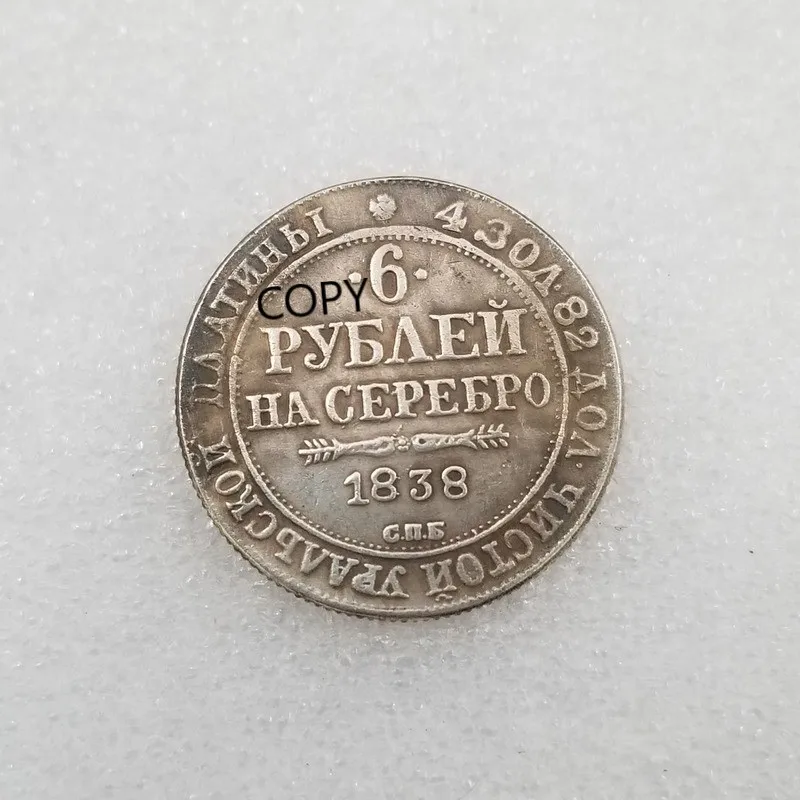 4 ЗОЛ· 82 ДОЛ· ЧИСТОЙ УРАЛЬСКОЙ ПЛАТИНЫ
·6·
COPY
РУБЛЕЙ
НА СЕРЕБРО
1838
С.П.Б